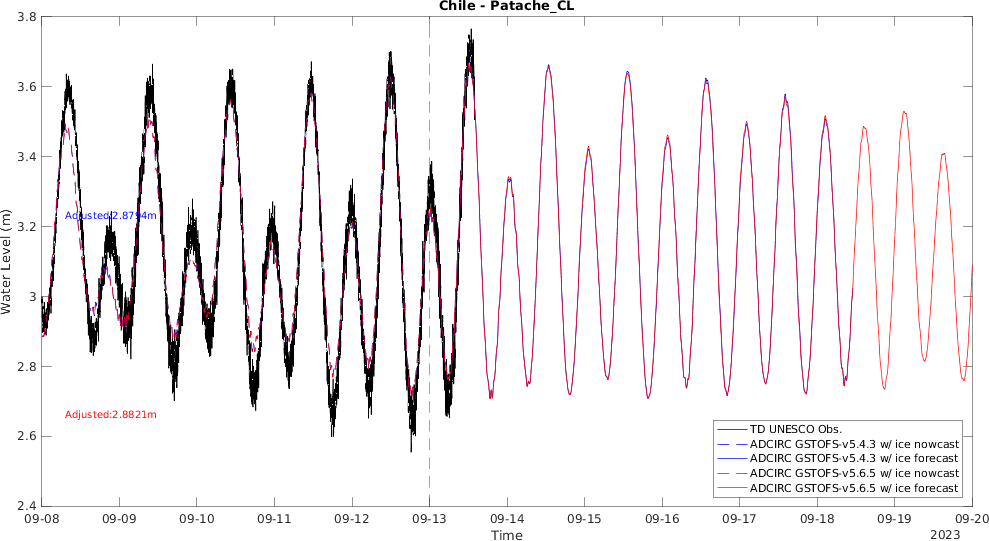 Chile - Patache_CL
3.8
3.6
3.4
3.2
3
2.8
2.6
2.4
Water Level (m)
Adjusted:2.8794m
Adjusted:2.8821m
TD UNESCO Obs.
ADCIRC GSTOFS-v5.4.3 w/ ice nowcast
ADCIRC GSTOFS-v5.4.3 w/ ice forecast
ADCIRC GSTOFS-v5.6.5 w/ ice nowcast
ADCIRC GSTOFS-v5.6.5 w/ ice forecast
09-08 09-09 09-10 09-11 09-12 09-13 09-14 09-15 09-16 09-17 09-18 09-19 09-20
Time
2023